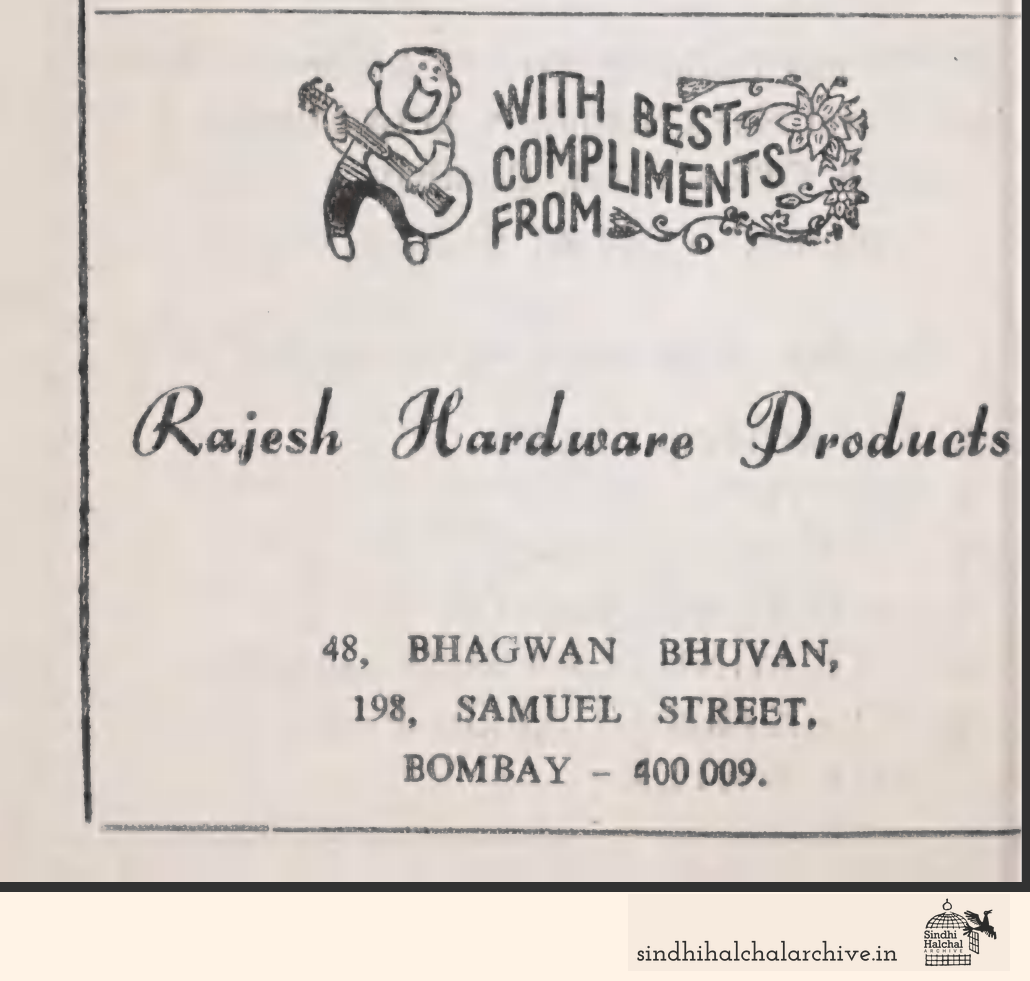 WITH BEST
COMPLIMENTS
FROM
Rajesh Hardware Products
48, BHAGWAN BHUVAN,
198, SAMUEL STREET,
BOMBAY – 400 009.
sindhihalchalarchive.in
Sindhi
Halchal
ARCHIVE